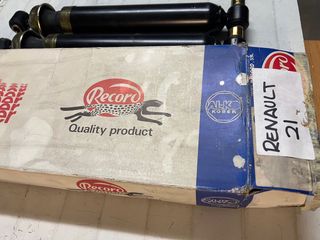 Record
Quality product
AL-KO
KOBER
RENAULT
21
Record